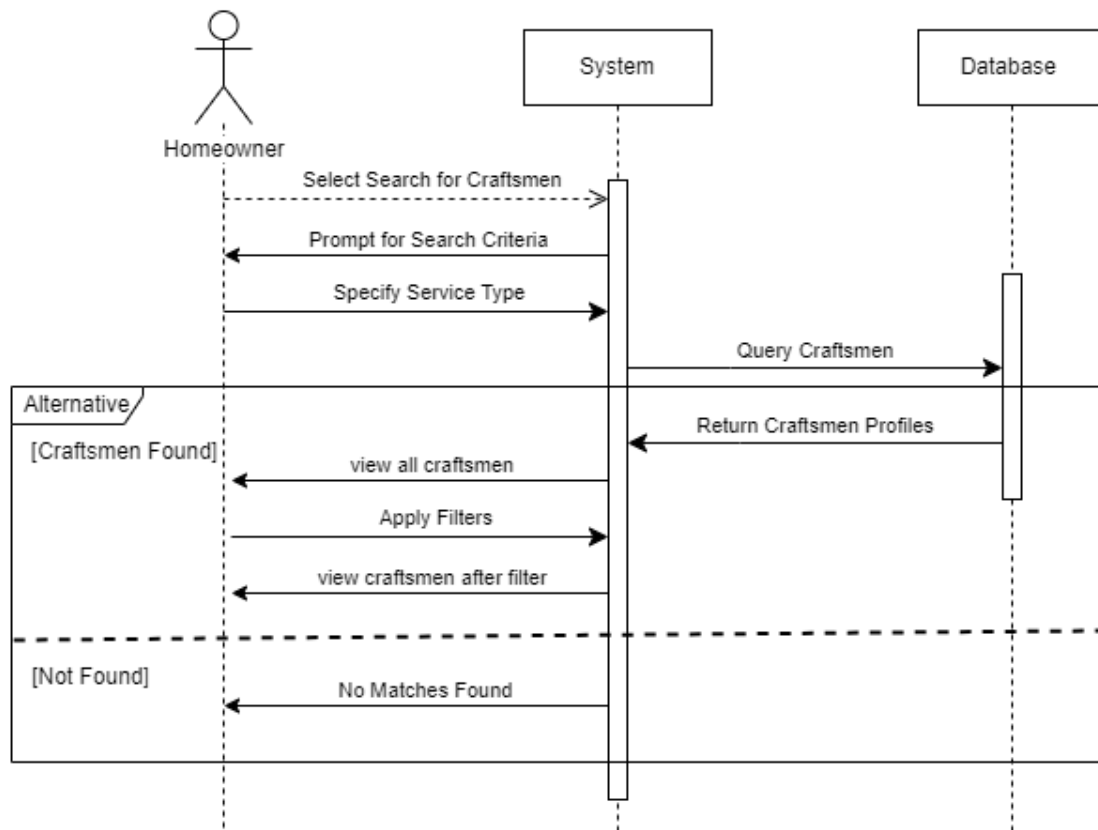 System
Database
Homeowner
Select Search for Craftsmen
Prompt for Search Criteria
Specify Service Type
Query Craftsmen
Alternative
Return Craftsmen Profiles
[Craftsmen Found]
view all craftsmen
Apply Filters
view craftsmen after filter
[Not Found]
No Matches Found